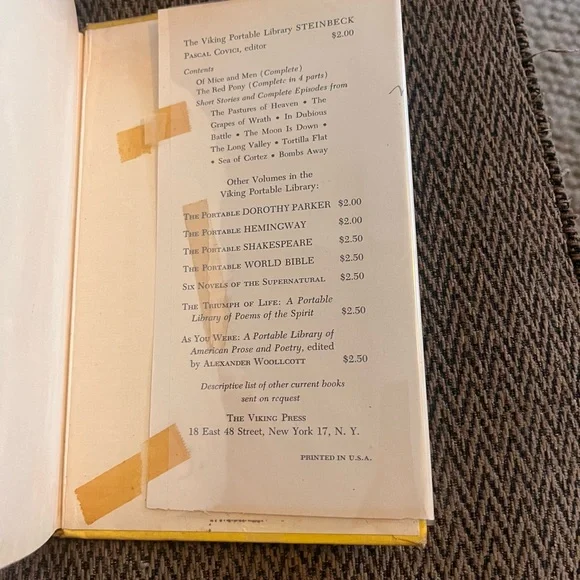 The Viking Portable Library STEINBECK
Pascal Covici, editor $2.00
Contents
Of Mice and Men (Complete)
The Red Pony (Complete in 4 parts)
Short Stories and Complete Episodes from
The Pastures of Heaven • The
Grapes of Wrath • In Dubious
Battle • The Moon Is Down •
The Long Valley • Tortilla Flat
• Sea of Cortez • Bombs Away
Other Volumes in the
Viking Portable Library:
The Portable DOROTHY PARKER $2.00
The Portable HEMINGWAY $2.00
The Portable SHAKESPEARE $2.50
The Portable WORLD BIBLE $2.50
Six Novels of the Supernatural $2.50
The Triumph of Life: A Portable
Library of Poems of the Spirit $2.50
As You Were: A Portable Library of
American Prose and Poetry, edited
by Alexander Woollcott $2.50
Descriptive list of other current books
sent on request
The Viking Press
18 East 48 Street, New York 17, N. Y.
PRINTED IN U.S.A.